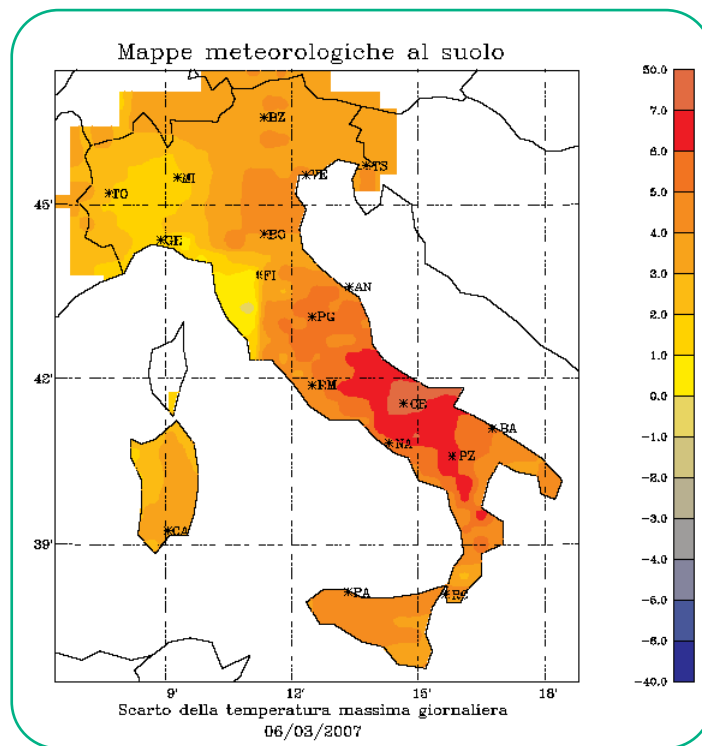 Mappe meteorologiche al suolo
50.0
7.0
6.0
5.0
4.0
3.0
2.0
1.0
0.0
-1.0
-2.0
-3.0
-4.0
-5.0
-6.0
-40.0
45'
42'
39'
*BZ
*TS
*VE
*MI
*TO
*BO
*GE
*FI
*AN
*PG
*RM
*CB
*BA
*NA
*PZ
*CA
*PA
*RC
9' 12' 15' 18'
Scarto della temperatura massima giornaliera
06/03/2007